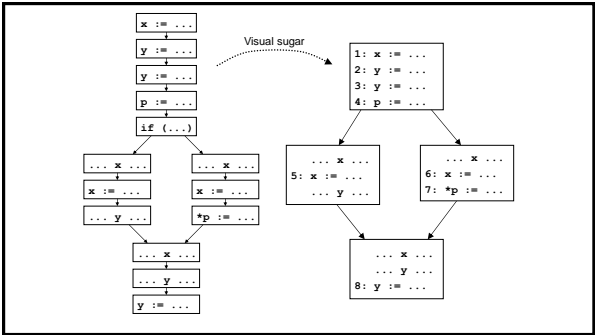 x := ...
y := ...
y := ...
p := ...
if (...)
... x ...
x := ...
... y ...
... x ...
x := ...
*p := ...
... x ...
... y ...
y := ...
Visual sugar
1: x := ...
2: y := ...
3: y := ...
4: p := ...
... x ...
5: x := ...
... y ...
... x ...
6: x := ...
7: *p := ...
... x ...
... y ...
8: y := ...